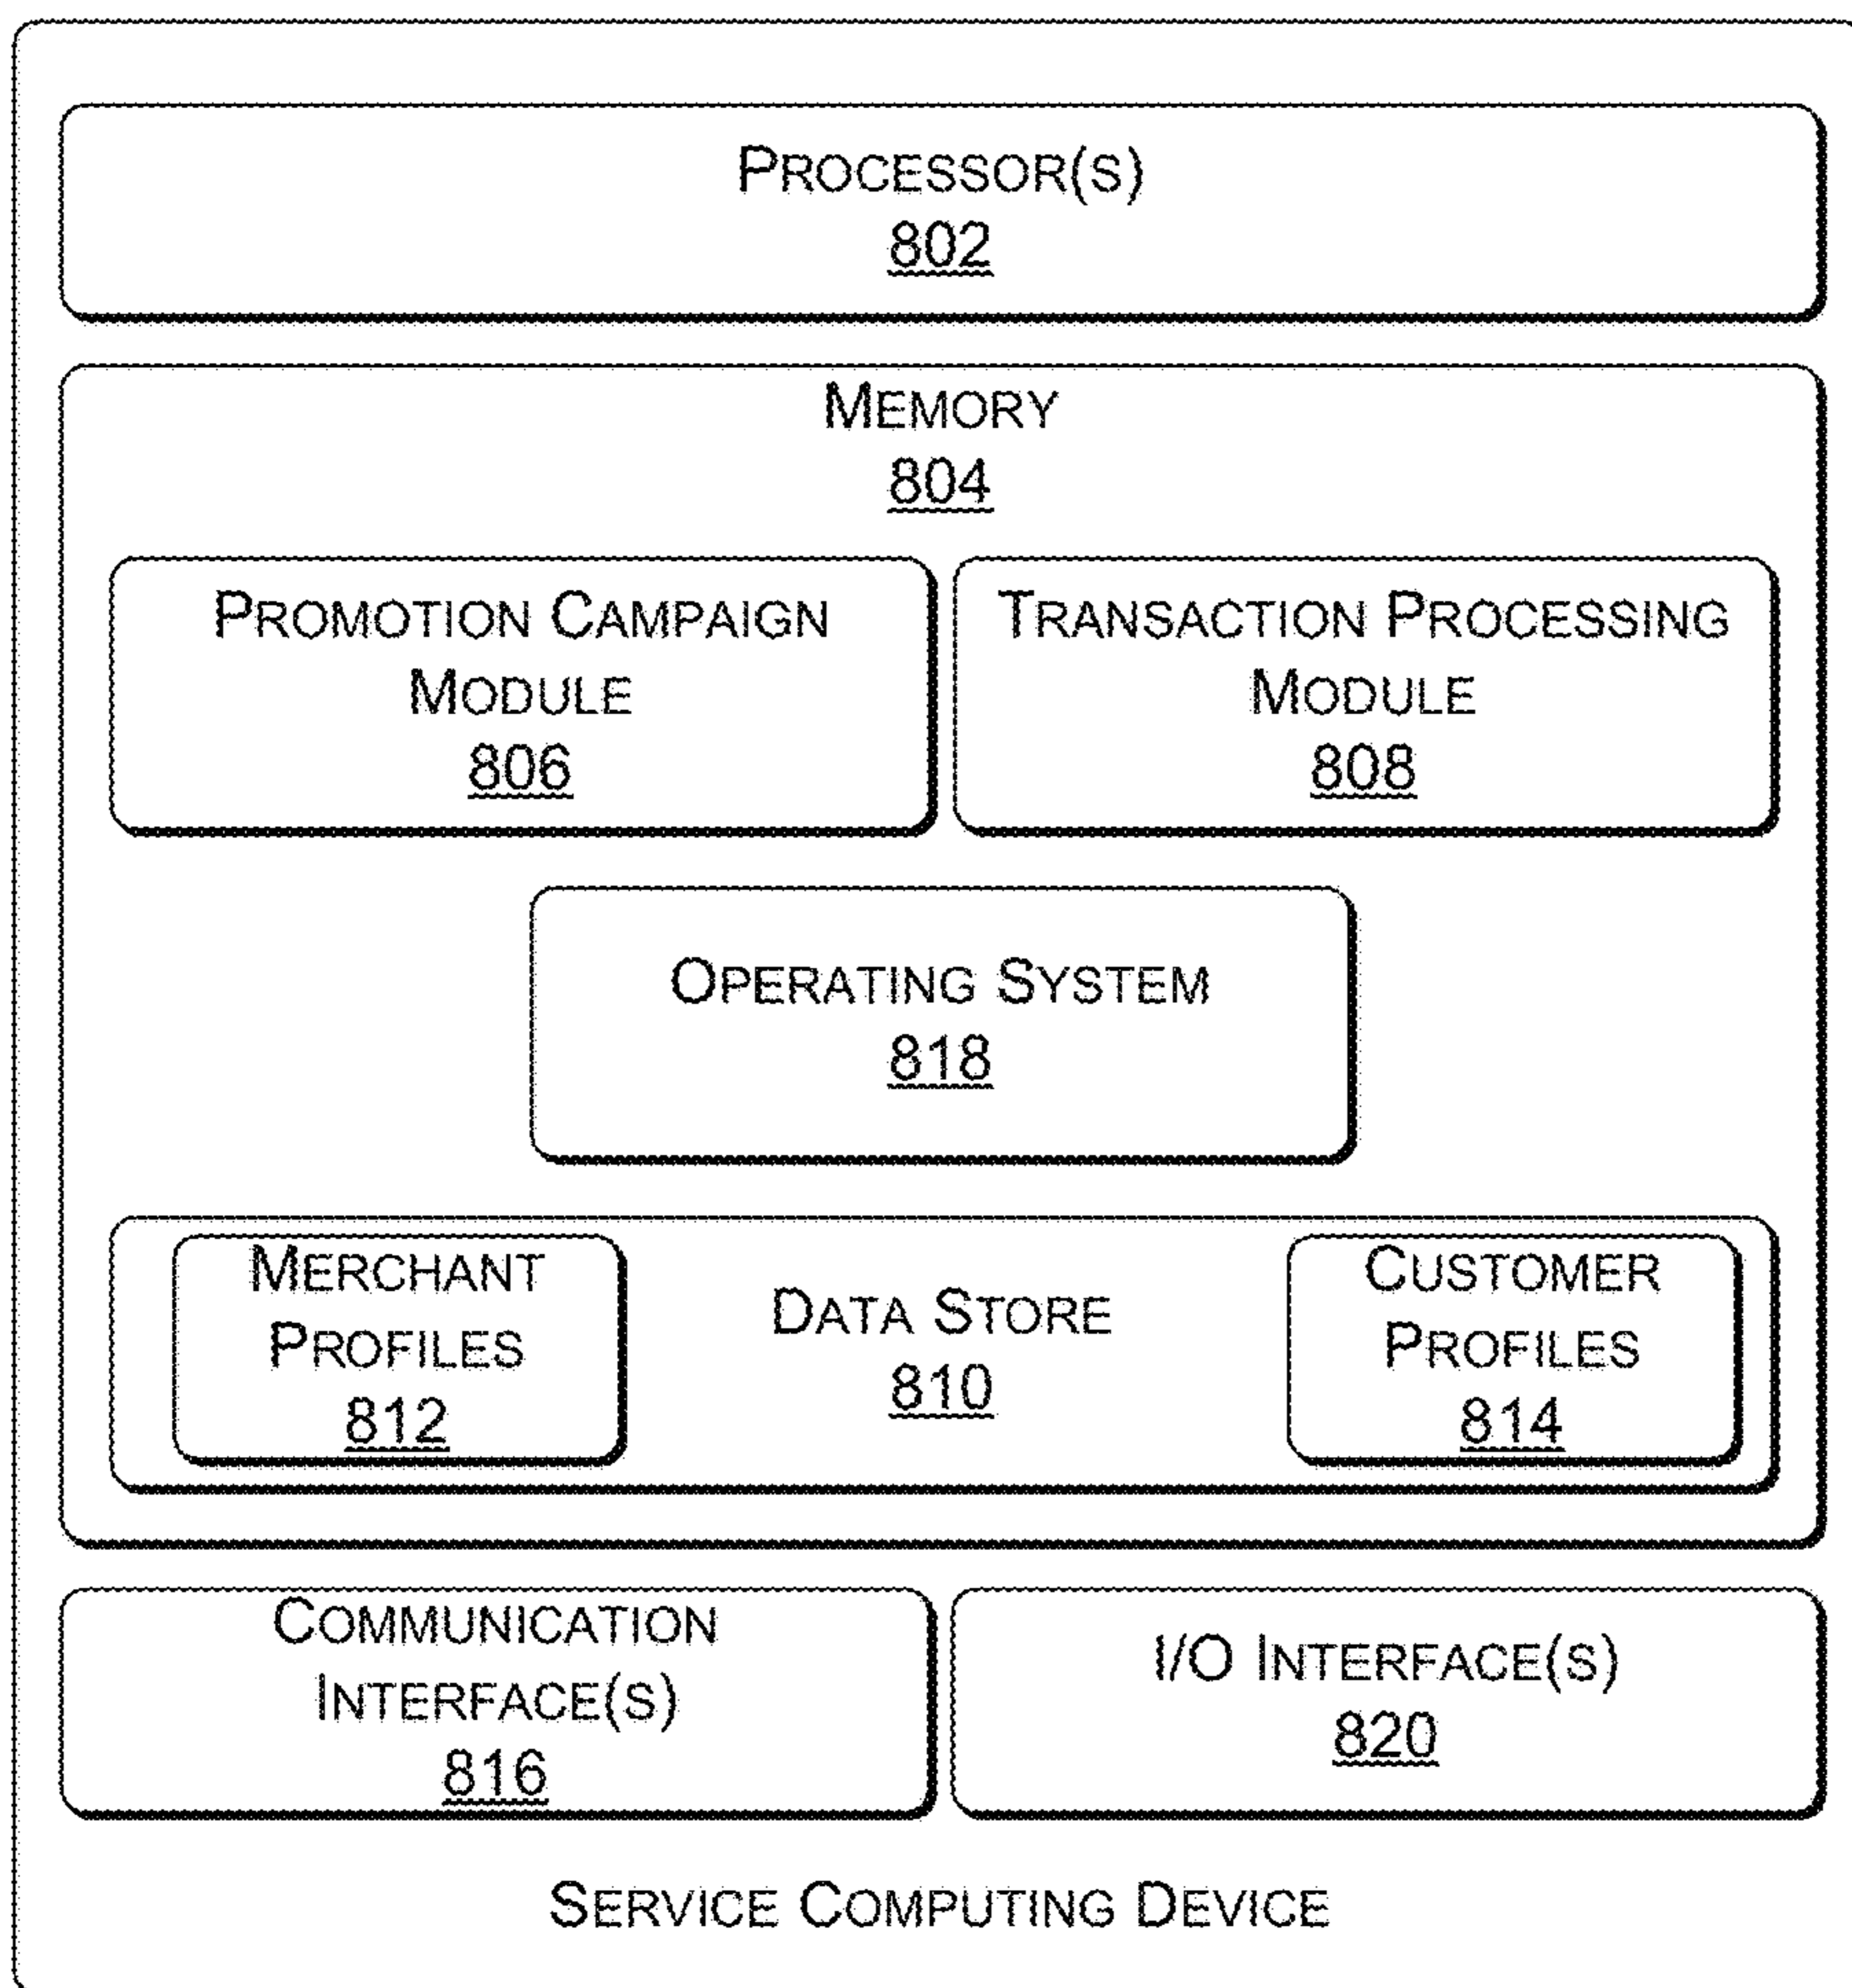 PROCESSOR(S)
802
MEMORY
804
PROMOTION CAMPAIGN
MODULE
806
TRANSACTION PROCESSING
MODULE
808
OPERATING SYSTEM
818
MERCHANT
PROFILES
812
DATA STORE
810
CUSTOMER
PROFILES
814
COMMUNICATION
INTERFACE(S)
816
I/O INTERFACE(S)
820
SERVICE COMPUTING DEVICE